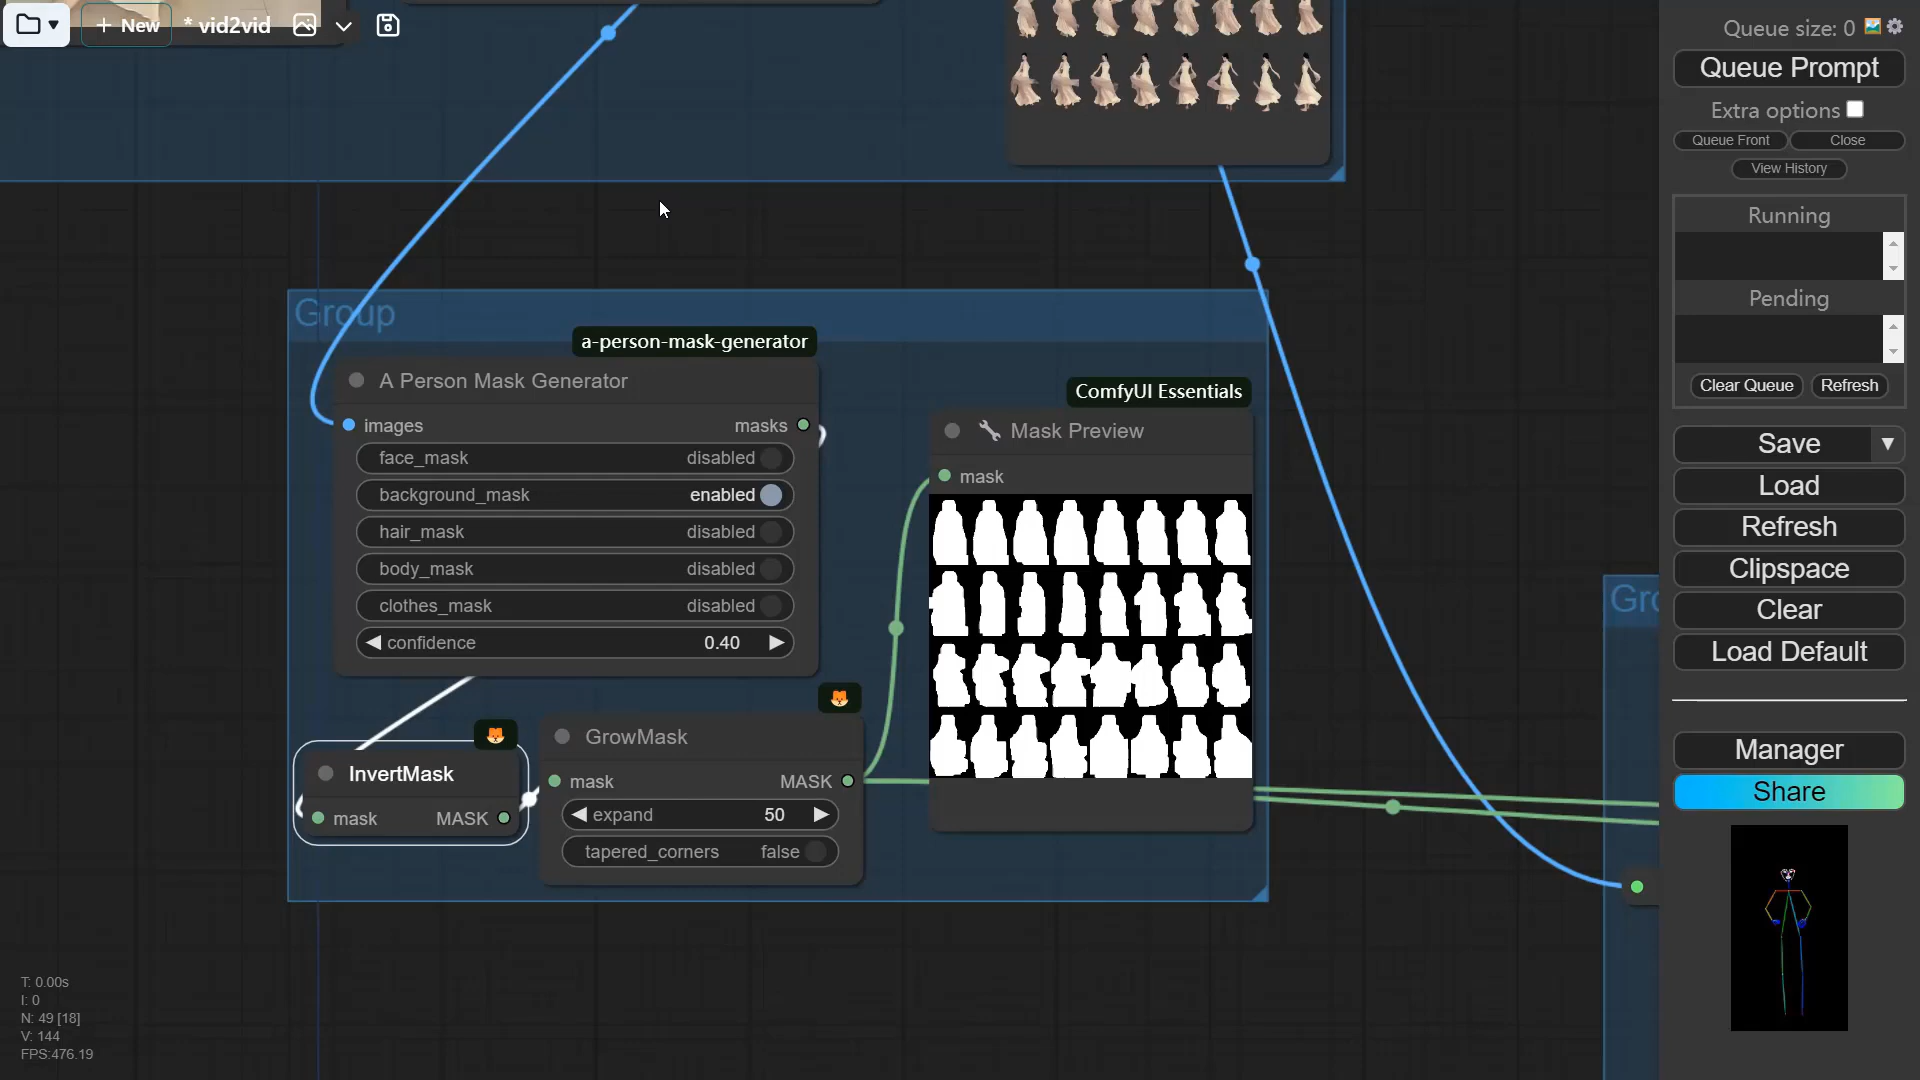 + New
* vid2vid
Queue size: 0
Queue Prompt
Extra options
Queue Front
Close
View History
Running
Pending
Clear Queue
Refresh
Save
Load
Refresh
Clipspace
Clear
Load Default
Manager
Share
Group
a-person-mask-generator
A Person Mask Generator
images
masks
face_mask disabled
background_mask enabled
hair_mask disabled
body_mask disabled
clothes_mask disabled
confidence 0.40
ComfyUI Essentials
Mask Preview
mask
InvertMask
mask MASK
GrowMask
mask MASK
expand 50
tapered_corners false
Gro
T: 0.00s
I: 0
N: 49 [18]
V: 144
FPS:476.19